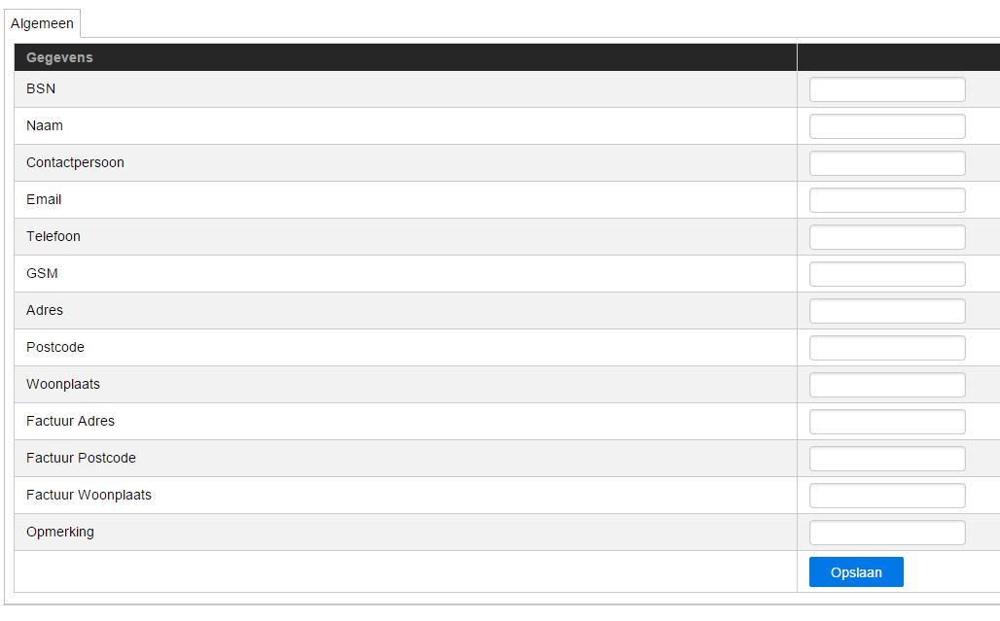 Algemeen
Gegevens
BSN
Naam
Contactpersoon
Email
Telefoon
GSM
Adres
Postcode
Woonplaats
Factuur Adres
Factuur Postcode
Factuur Woonplaats
Opmerking
Opslaan